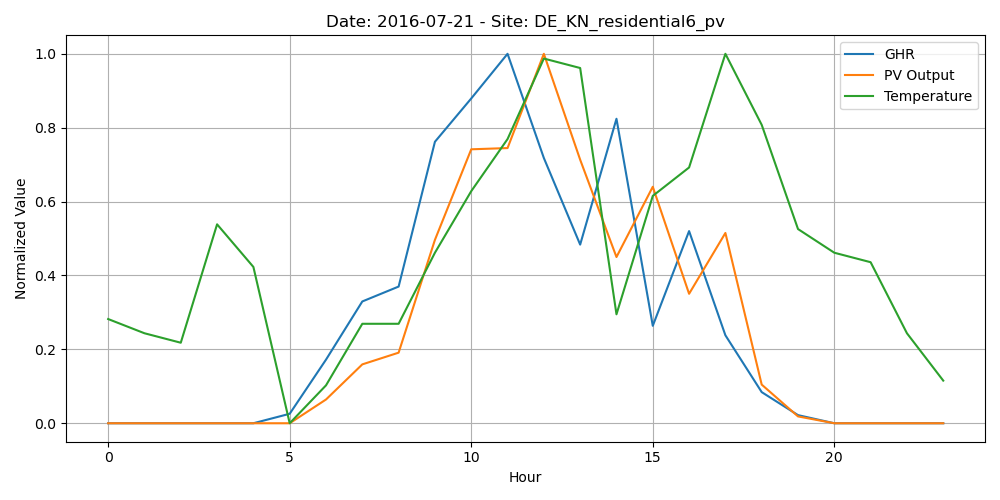 Date: 2016-07-21 - Site: DE_KN_residential6_pv
GHR
PV Output
Temperature
Normalized Value
1.0
0.8
0.6
0.4
0.2
0.0
0 5 10 15 20
Hour